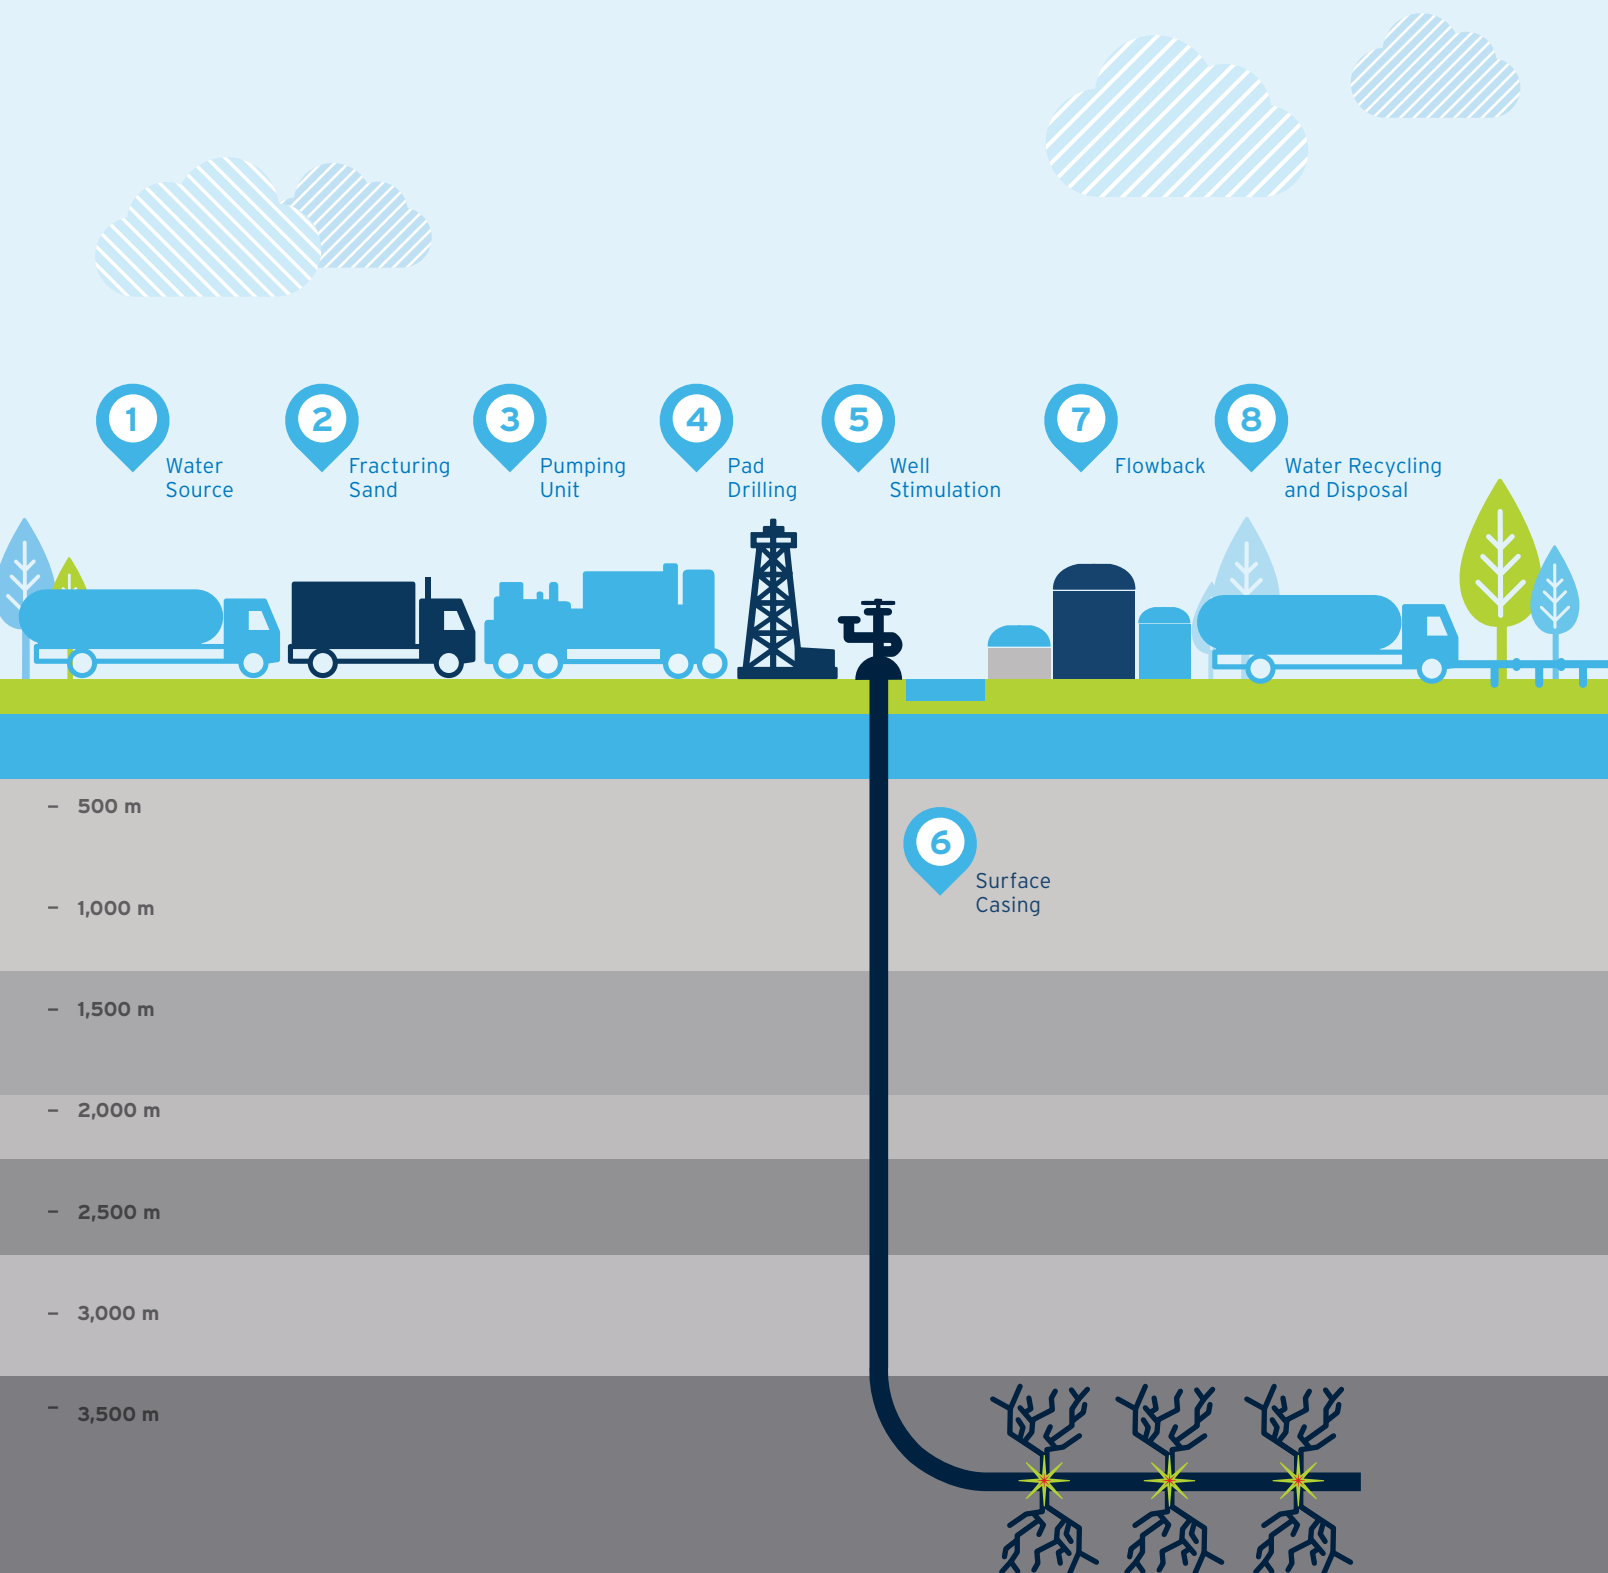 1
Water
Source
2
Fracturing
Sand
3
Pumping
Unit
4
Pad
Drilling
5
Well
Stimulation
7
Flowback
8
Water Recycling
and Disposal
– 500 m
6
Surface
Casing
– 1,000 m
– 1,500 m
– 2,000 m
– 2,500 m
– 3,000 m
– 3,500 m